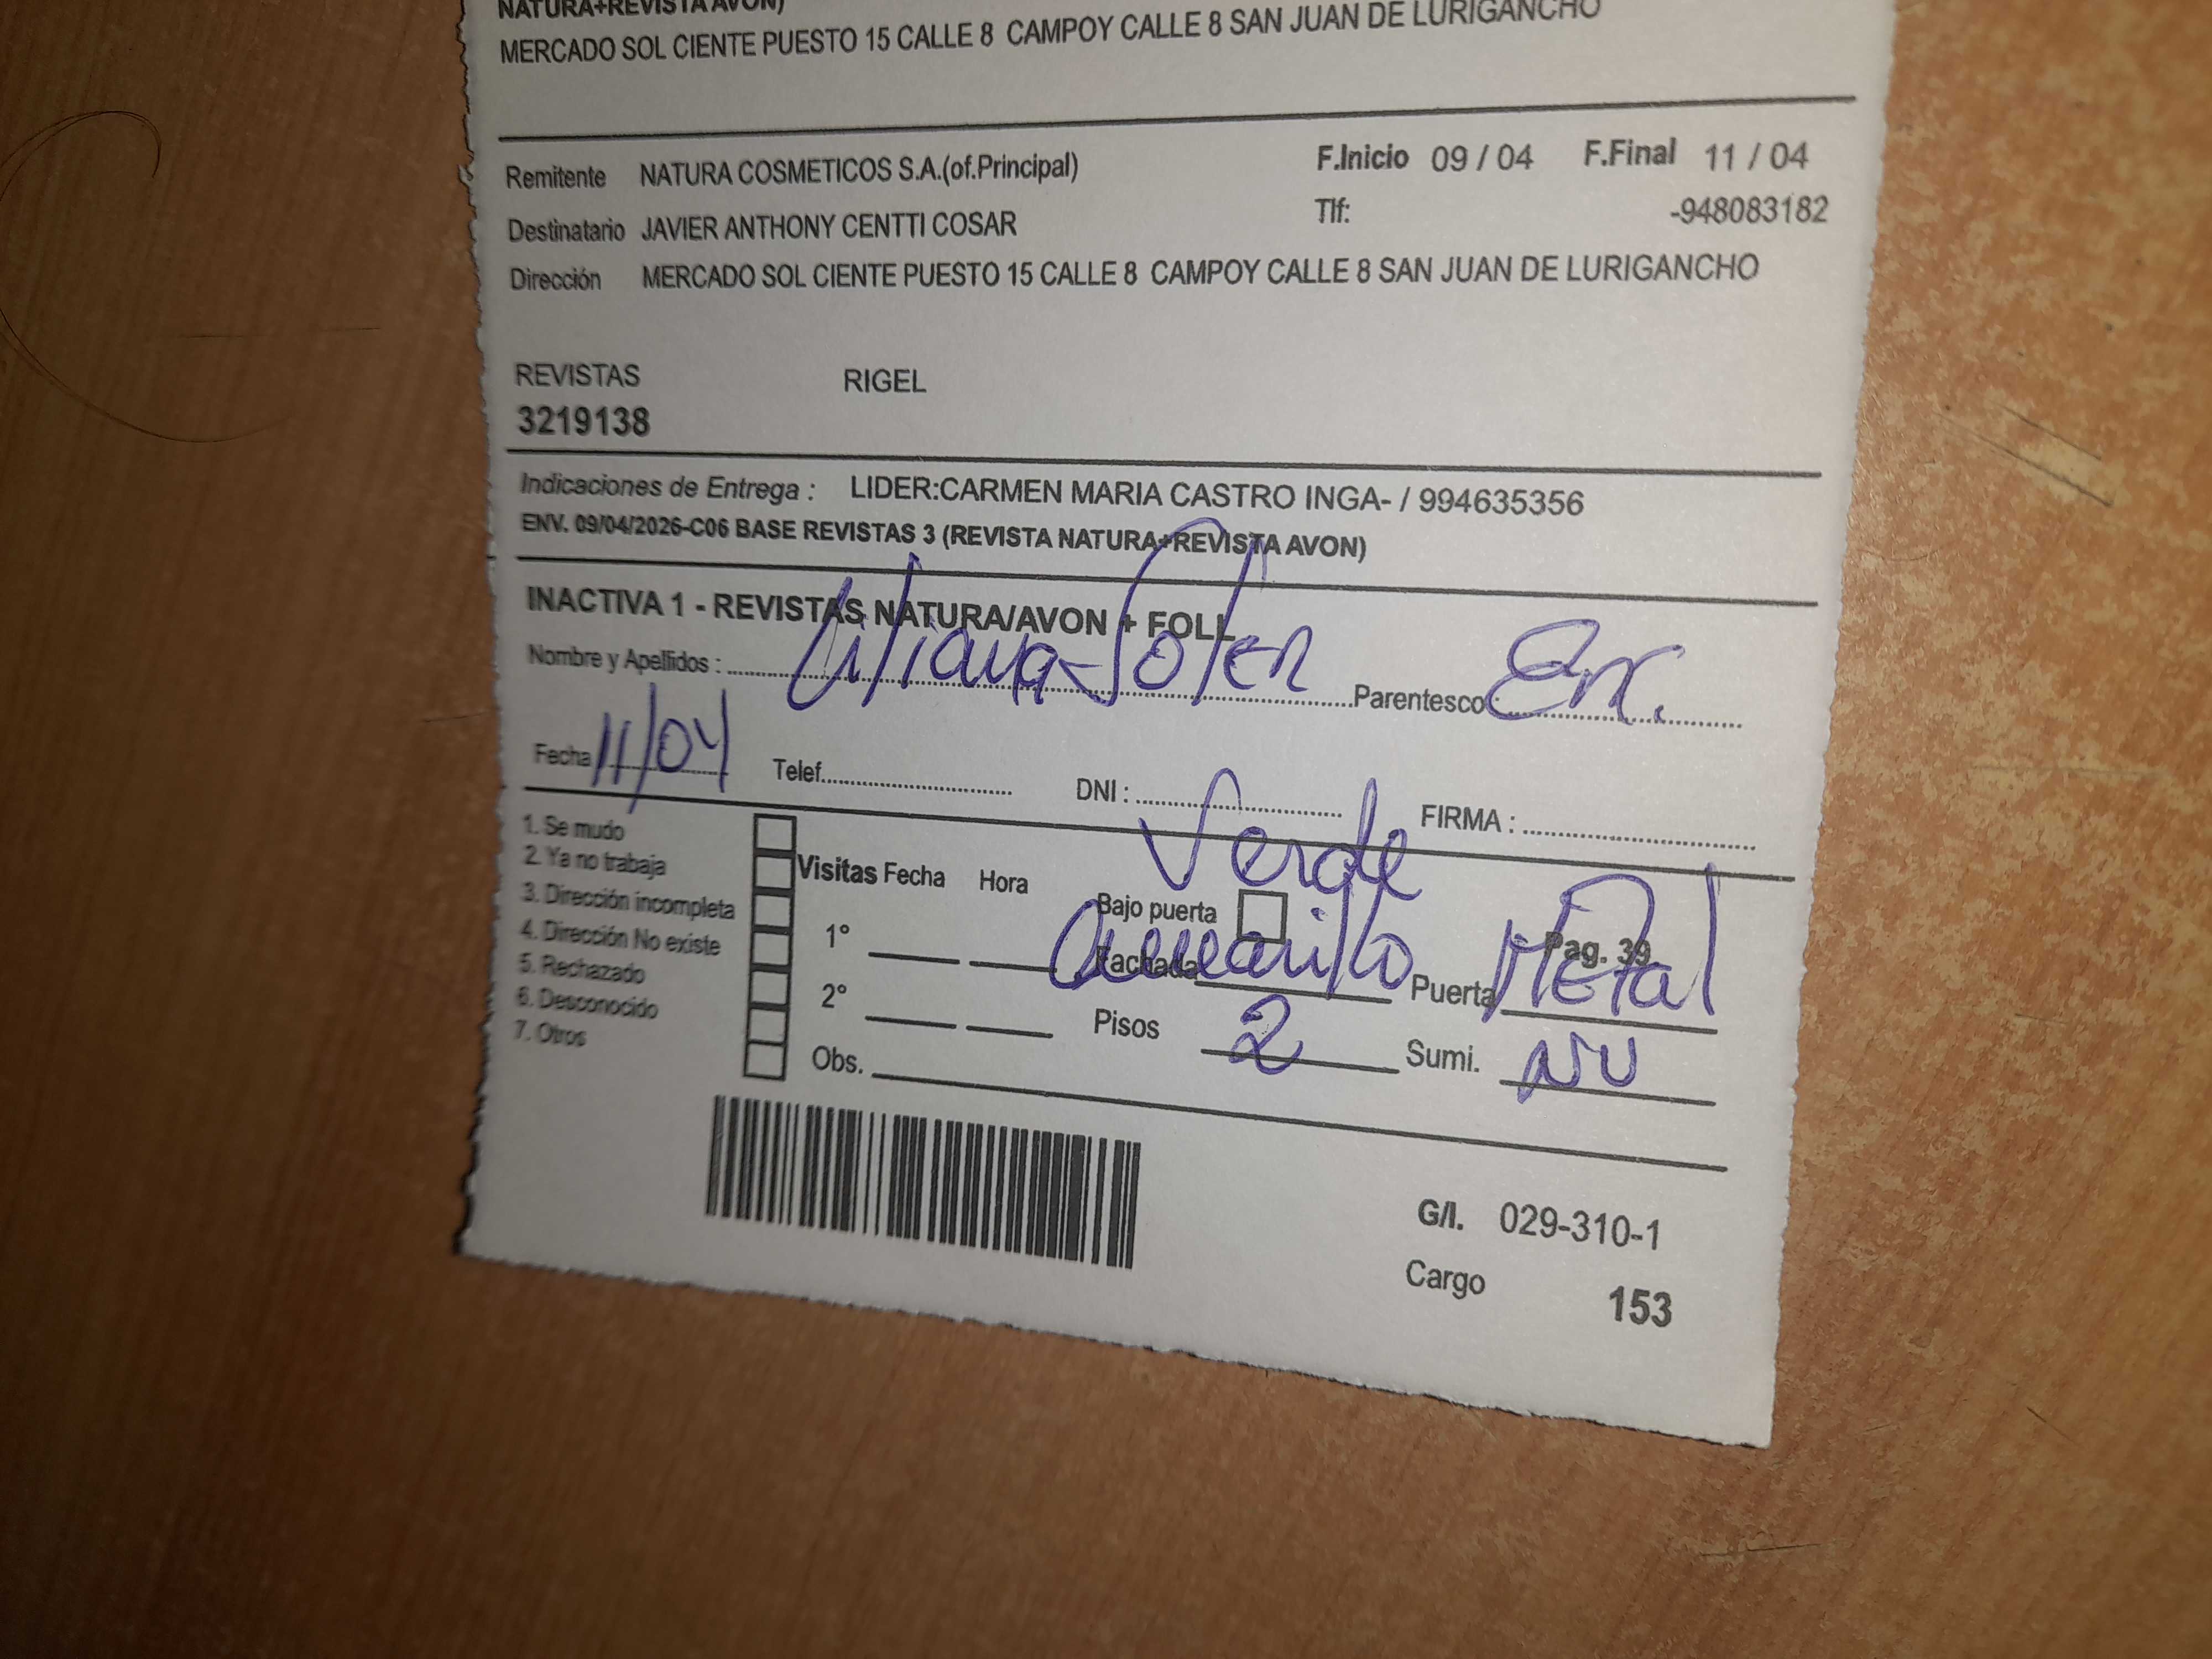 NATURA+REVISTA AVON)
MERCADO SOL CIENTE PUESTO 15 CALLE 8 CAMPOY CALLE 8 SAN JUAN DE LURIGANCHO
Remitente NATURA COSMETICOS S.A.(of.Principal) F.Inicio 09 / 04 F.Final 11 / 04
Destinatario JAVIER ANTHONY CENTTI COSAR Tlf: -948083182
Dirección MERCADO SOL CIENTE PUESTO 15 CALLE 8 CAMPOY CALLE 8 SAN JUAN DE LURIGANCHO
REVISTAS RIGEL
3219138
Indicaciones de Entrega : LIDER:CARMEN MARIA CASTRO INGA- / 994635356
ENV. 09/04/2026-C06 BASE REVISTAS 3 (REVISTA NATURA+REVISTA AVON)
INACTIVA 1 - REVISTAS NATURA/AVON + FOLL
Nombre y Apellidos : Liliana Parentesco
Fecha 11/04 Telef. DNI : FIRMA :
Verde
1. Se mudo
2. Ya no trabaja
3. Dirección incompleta
4. Dirección No existe
5. Rechazado
6. Desconocido
7. Otros
Visitas Fecha Hora
1°
2°
Obs.
Bajo puerta
Pag. 39
Fachada Amarillo Puerta Metal
Pisos 2 Sumi.
G/I. 029-310-1
Cargo 153